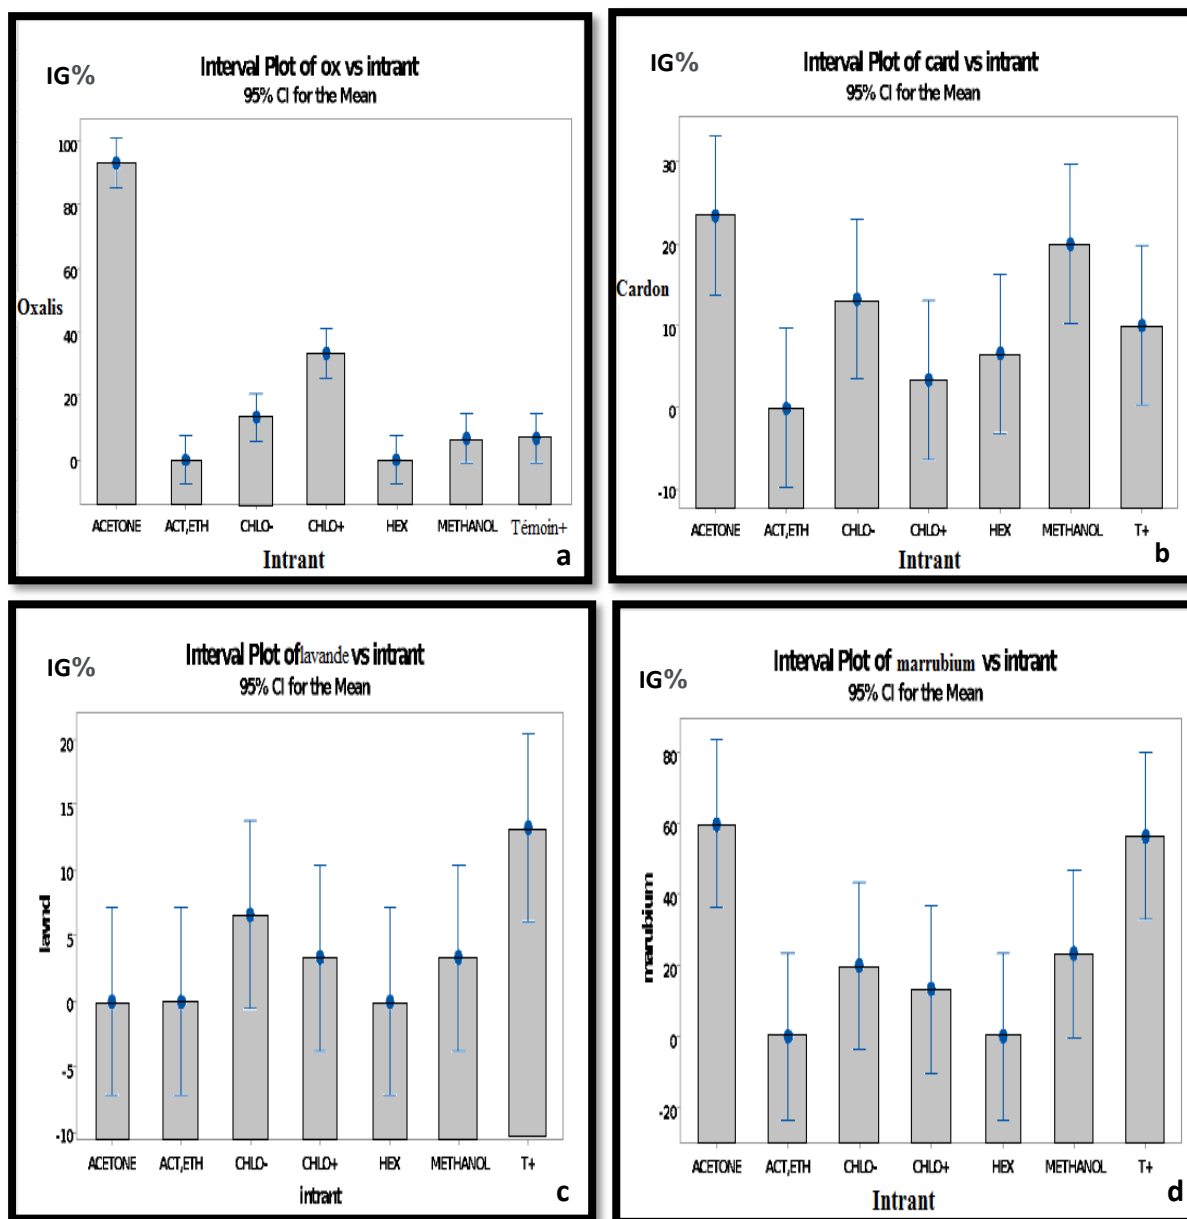 IG%
Interval Plot of ox vs intrant
95% CI for the Mean
100
80
60
Oxalis
40
20
0
ACETONE ACT,ETH CHLO- CHLO+ HEX METHANOL Témoin+
Intrant
a
IG%
Interval Plot of card vs intrant
95% CI for the Mean
30
20
Cardon
10
0
-10
ACETONE ACT,ETH CHLO- CHLO+ HEX METHANOL T+
Intrant
b
IG%
Interval Plot of lavande vs intrant
95% CI for the Mean
20
15
10
5
lavnd
0
-5
-10
ACETONE ACT,ETH CHLO- CHLO+ HEX METHANOL T+
intrant
c
IG%
Interval Plot of marrubium vs intrant
95% CI for the Mean
80
60
40
marubium
20
0
-20
ACETONE ACT,ETH CHLO- CHLO+ HEX METHANOL T+
Intrant
d